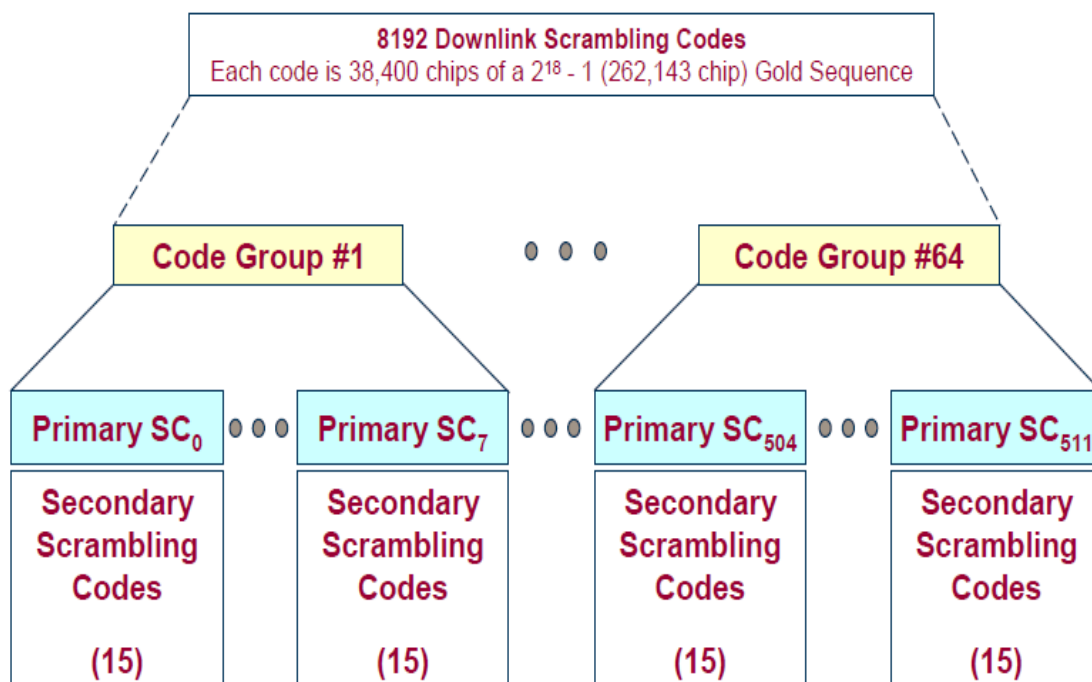 8192 Downlink Scrambling Codes
Each code is 38,400 chips of a 2¹⁸ - 1 (262,143 chip) Gold Sequence
Code Group #1
Code Group #64
Primary SC₀
Primary SC₇
Primary SC₅₀₄
Primary SC₅₁₁
Secondary
Scrambling
Codes
(15)
Secondary
Scrambling
Codes
(15)
Secondary
Scrambling
Codes
(15)
Secondary
Scrambling
Codes
(15)